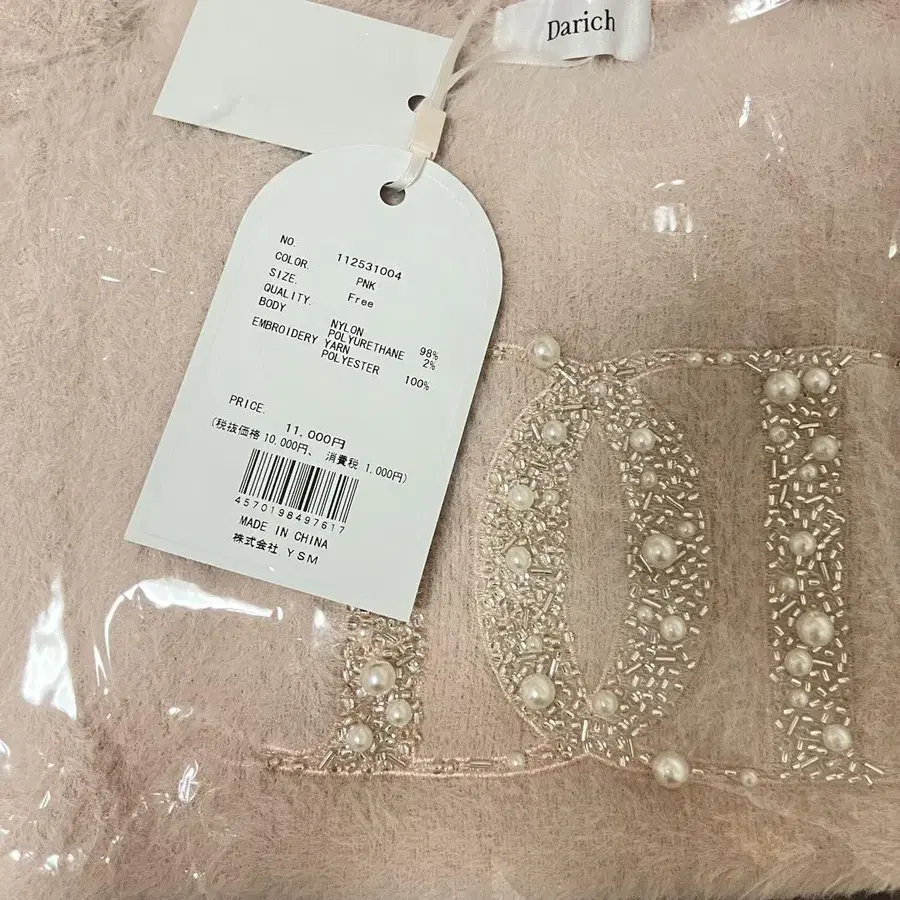 Darich
NO. 112531004
COLOR. PNK
SIZE. Free
QUALITY.
BODY NYLON 98%
POLYURETHANE 2%
EMBROIDERY YARN
POLYESTER 100%
PRICE.
11,000円
(税抜価格 10,000円、 消費税 1,000円)
4570198497617
MADE IN CHINA
株式会社 YSM